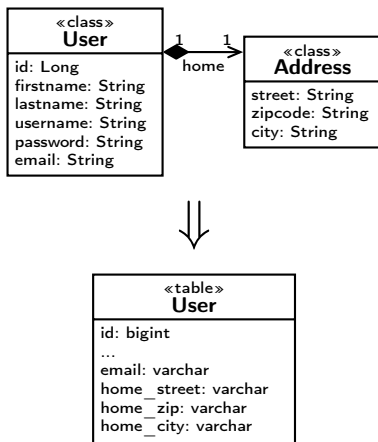 «class»
User
id: Long
firstname: String
lastname: String
username: String
password: String
email: String
1 1
home
«class»
Address
street: String
zipcode: String
city: String
«table»
User
id: bigint
...
email: varchar
home_street: varchar
home_zip: varchar
home_city: varchar